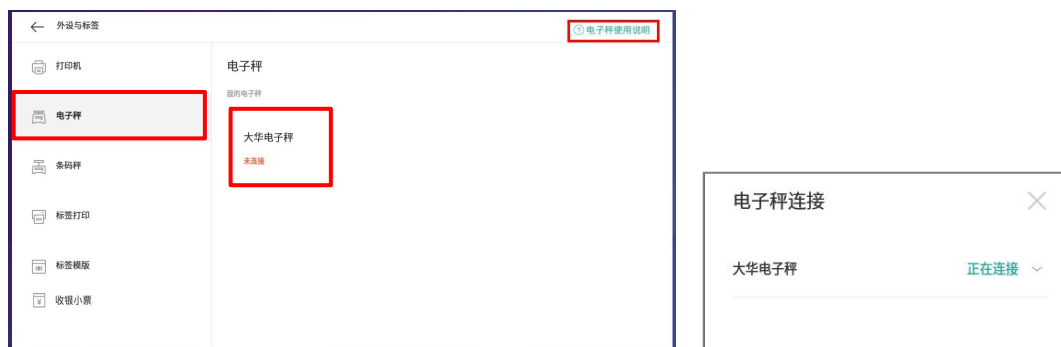 外设与标签
电子秤使用说明
打印机
电子秤
条码秤
标签打印
标签模版
收银小票
电子秤
我的电子秤
大华电子秤
未连接
电子秤连接
大华电子秤
正在连接